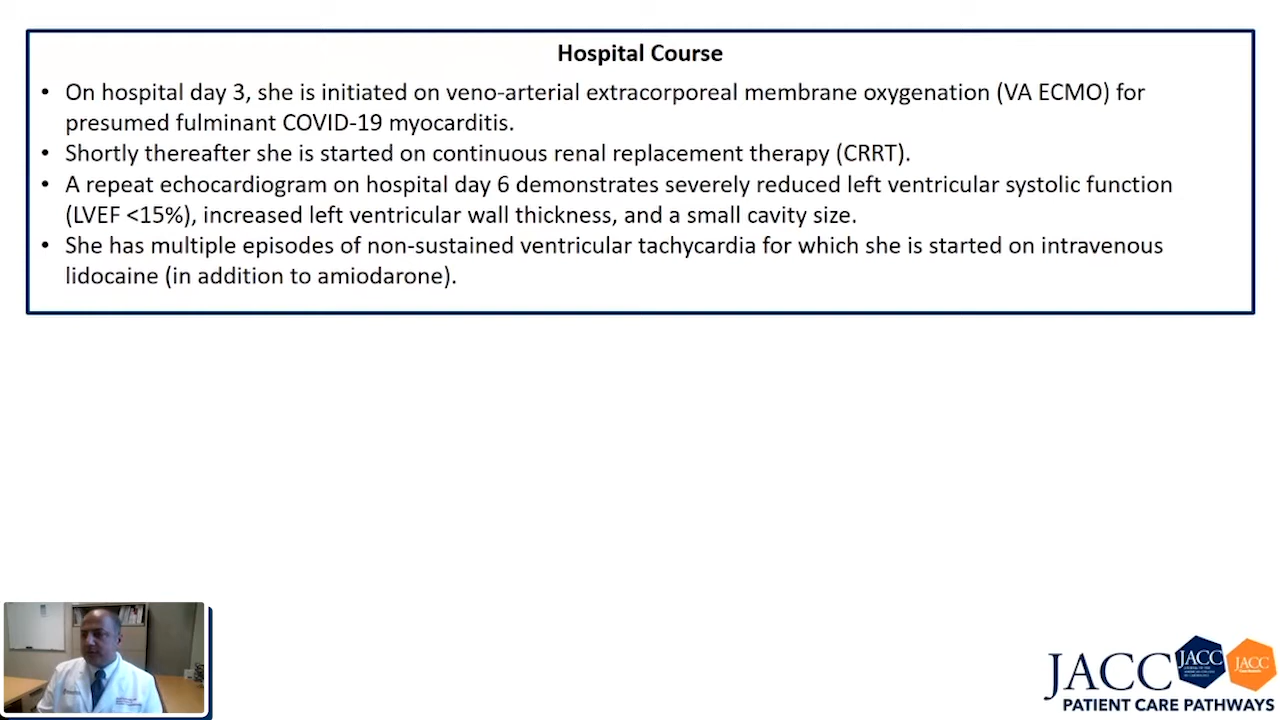 Hospital Course
• On hospital day 3, she is initiated on veno-arterial extracorporeal membrane oxygenation (VA ECMO) for
presumed fulminant COVID-19 myocarditis.
• Shortly thereafter she is started on continuous renal replacement therapy (CRRT).
• A repeat echocardiogram on hospital day 6 demonstrates severely reduced left ventricular systolic function
(LVEF <15%), increased left ventricular wall thickness, and a small cavity size.
• She has multiple episodes of non-sustained ventricular tachycardia for which she is started on intravenous
lidocaine (in addition to amiodarone).
JACC
JACC
JACC
PATIENT CARE PATHWAYS